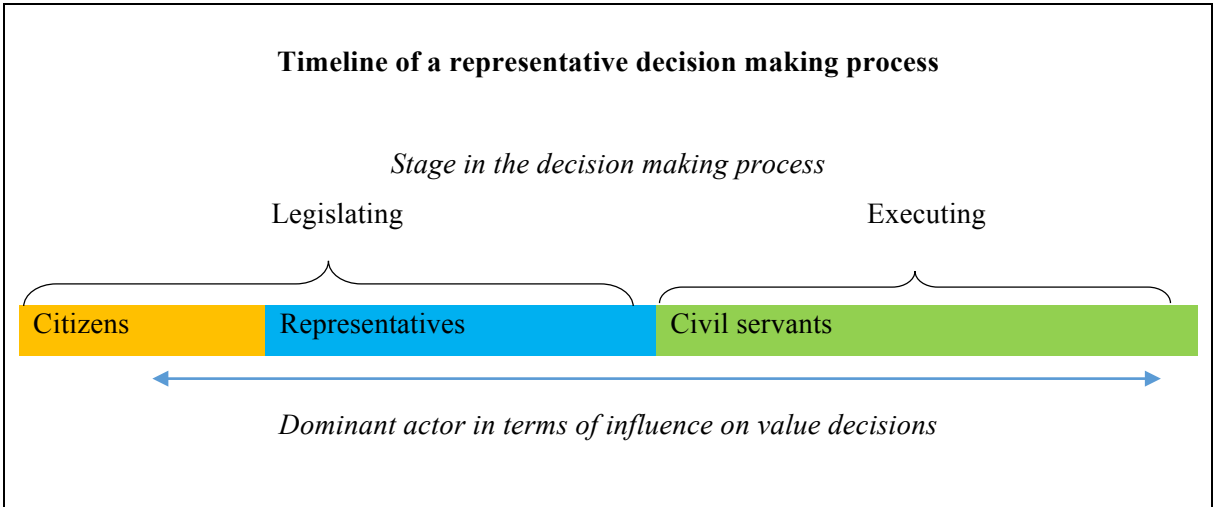 Timeline of a representative decision making process
Stage in the decision making process
Legislating Executing
Citizens Representatives Civil servants
Dominant actor in terms of influence on value decisions